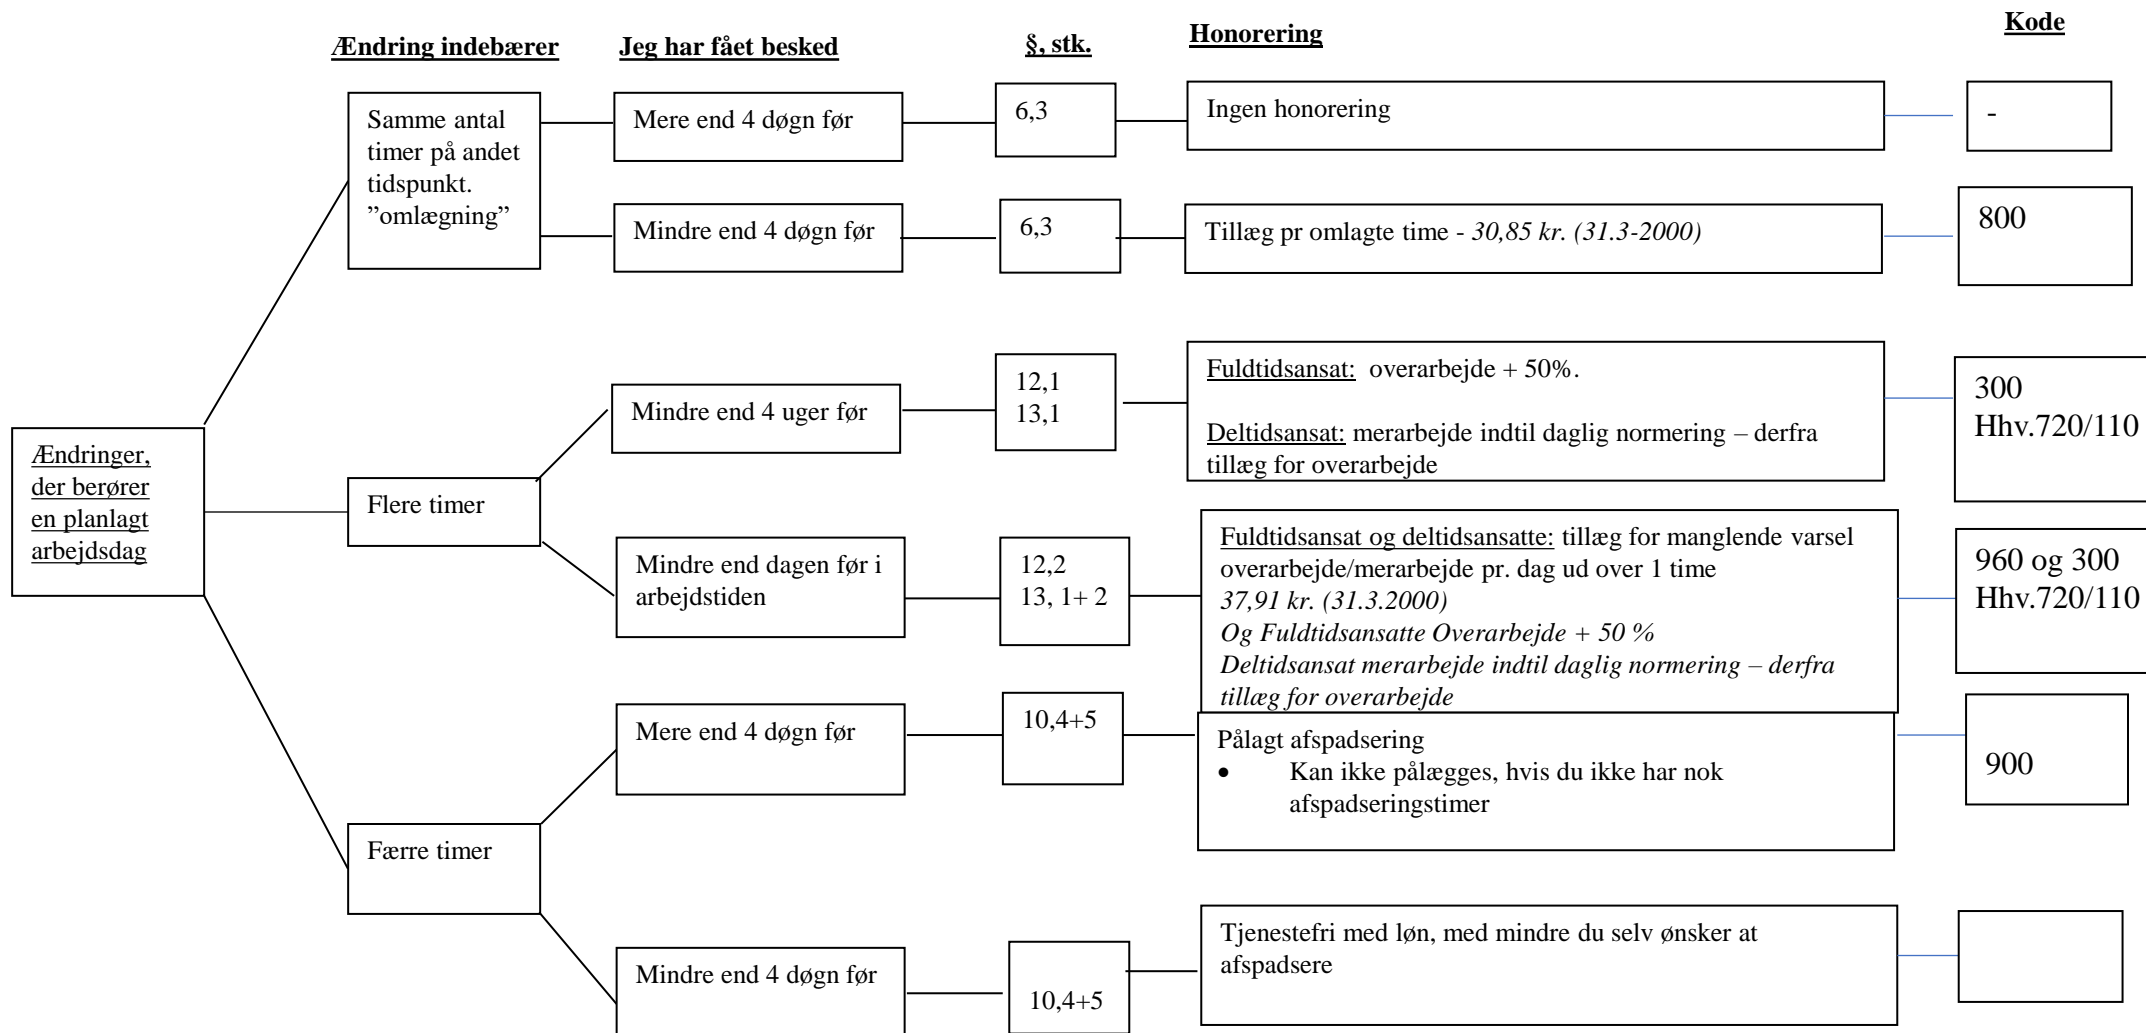 Kode
Ændring indebærer
Jeg har fået besked
§, stk.
Honorering
Samme antal
timer på andet
tidspunkt.
”omlægning”
Mere end 4 døgn før
6,3
Ingen honorering
-
Mindre end 4 døgn før
6,3
Tillæg pr omlagte time - 30,85 kr. (31.3-2000)
800
Ændringer,
der berører
en planlagt
arbejdsdag
Flere timer
Mindre end 4 uger før
12,1
13,1
Fuldtidsansat: overarbejde + 50%.
Deltidsansat: merarbejde indtil daglig normering – derfra
tillæg for overarbejde
300
Hhv.720/110
Mindre end dagen før i
arbejdstiden
12,2
13, 1+ 2
Fuldtidsansat og deltidsansatte: tillæg for manglende varsel
overarbejde/merarbejde pr. dag ud over 1 time
37,91 kr. (31.3.2000)
Og Fuldtidsansatte Overarbejde + 50 %
Deltidsansat merarbejde indtil daglig normering – derfra
tillæg for overarbejde
960 og 300
Hhv.720/110
Færre timer
Mere end 4 døgn før
10,4+5
Pålagt afspadsering
• Kan ikke pålægges, hvis du ikke har nok
afspadseringstimer
900
Mindre end 4 døgn før
10,4+5
Tjenestefri med løn, med mindre du selv ønsker at
afspadsere